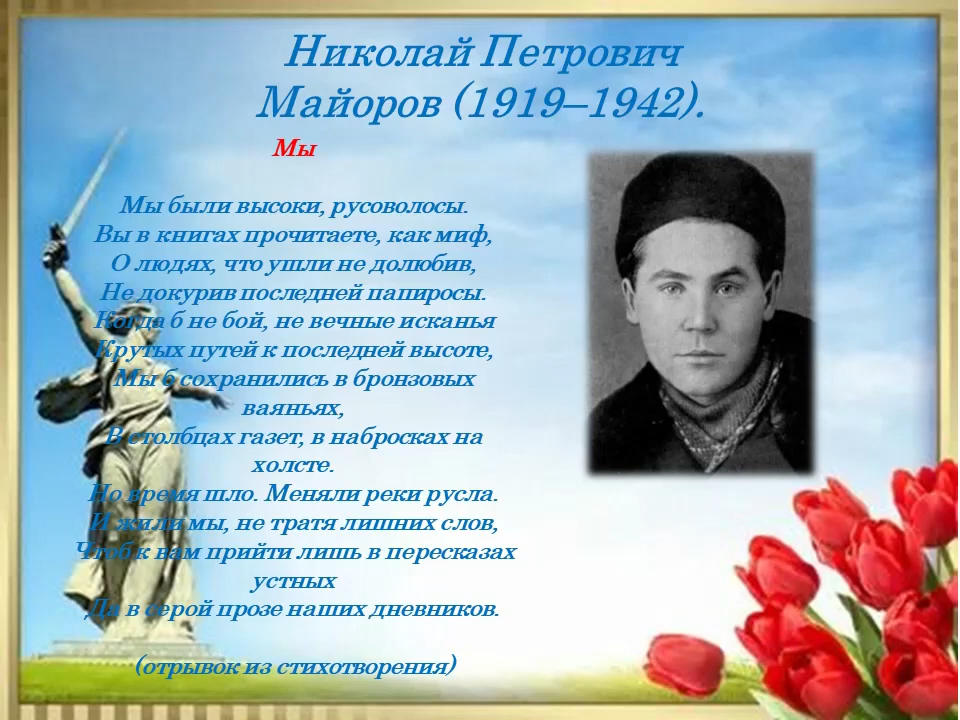 Николай Петрович
Майоров (1919–1942).
Мы
Мы были высоки, русоволосы.
Вы в книгах прочитаете, как миф,
О людях, что ушли не долюбив,
Не докурив последней папиросы.
Когда б не бой, не вечные исканья
Крутых путей к последней высоте,
Мы б сохранились в бронзовых
ваяньях,
В столбцах газет, в набросках на
холсте.
Но время шло. Меняли реки русла.
И жили мы, не тратя лишних слов,
Чтоб к вам прийти лишь в пересказах
устных
Да в серой прозе наших дневников.
(отрывок из стихотворения)